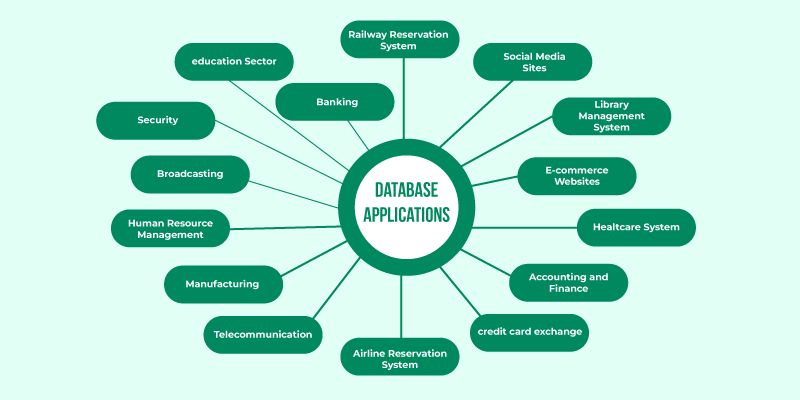 Railway Reservation
System
education Sector
Social Media
Sites
Banking
Library
Management
System
Security
Broadcasting
E-commerce
Websites
DATABASE
APPLICATIONS
Human Resource
Management
Healtcare System
Manufacturing
Accounting and
Finance
Telecommunication
credit card exchange
Airline Reservation
System